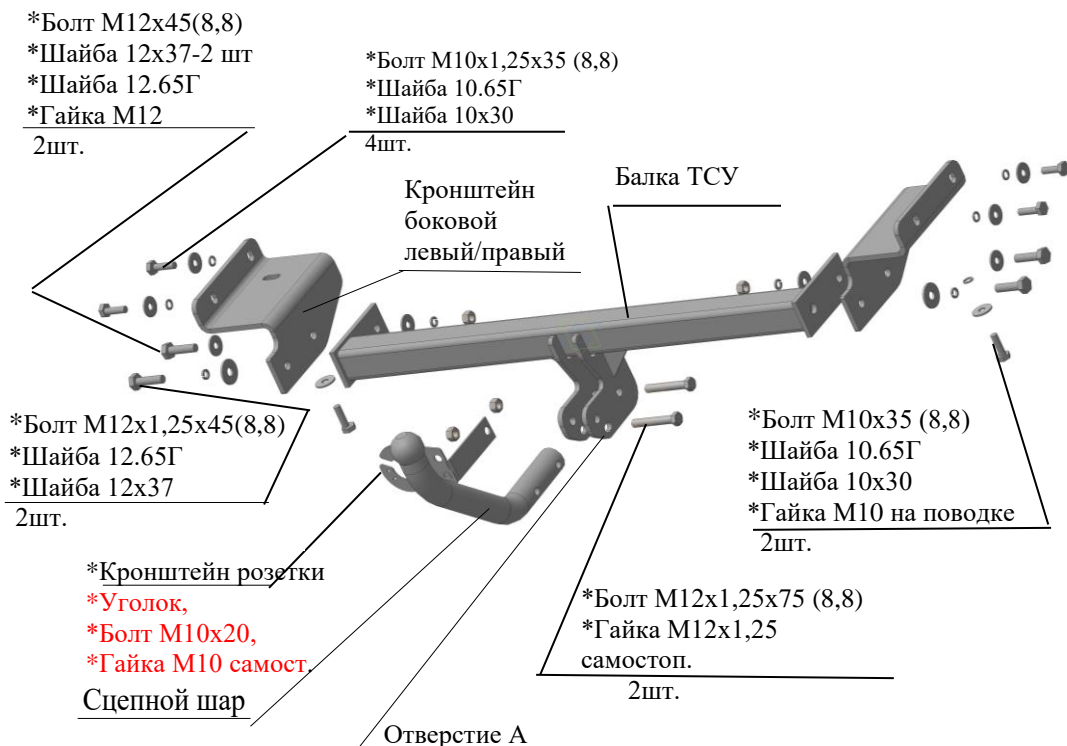 *Болт М12х45(8,8)
*Шайба 12х37-2 шт
*Шайба 12.65Г
*Гайка М12
2шт.
*Болт М10х1,25х35 (8,8)
*Шайба 10.65Г
*Шайба 10х30
4шт.
Кронштейн
боковой
левый/правый
Балка ТСУ
*Болт М12х1,25х45(8,8)
*Шайба 12.65Г
*Шайба 12х37
2шт.
*Болт М10х35 (8,8)
*Шайба 10.65Г
*Шайба 10х30
*Гайка М10 на поводке
2шт.
*Кронштейн розетки
*Уголок,
*Болт М10х20,
*Гайка М10 самост.
*Болт М12х1,25х75 (8,8)
*Гайка М12х1,25
самостоп.
2шт.
Сцепной шар
Отверстие А